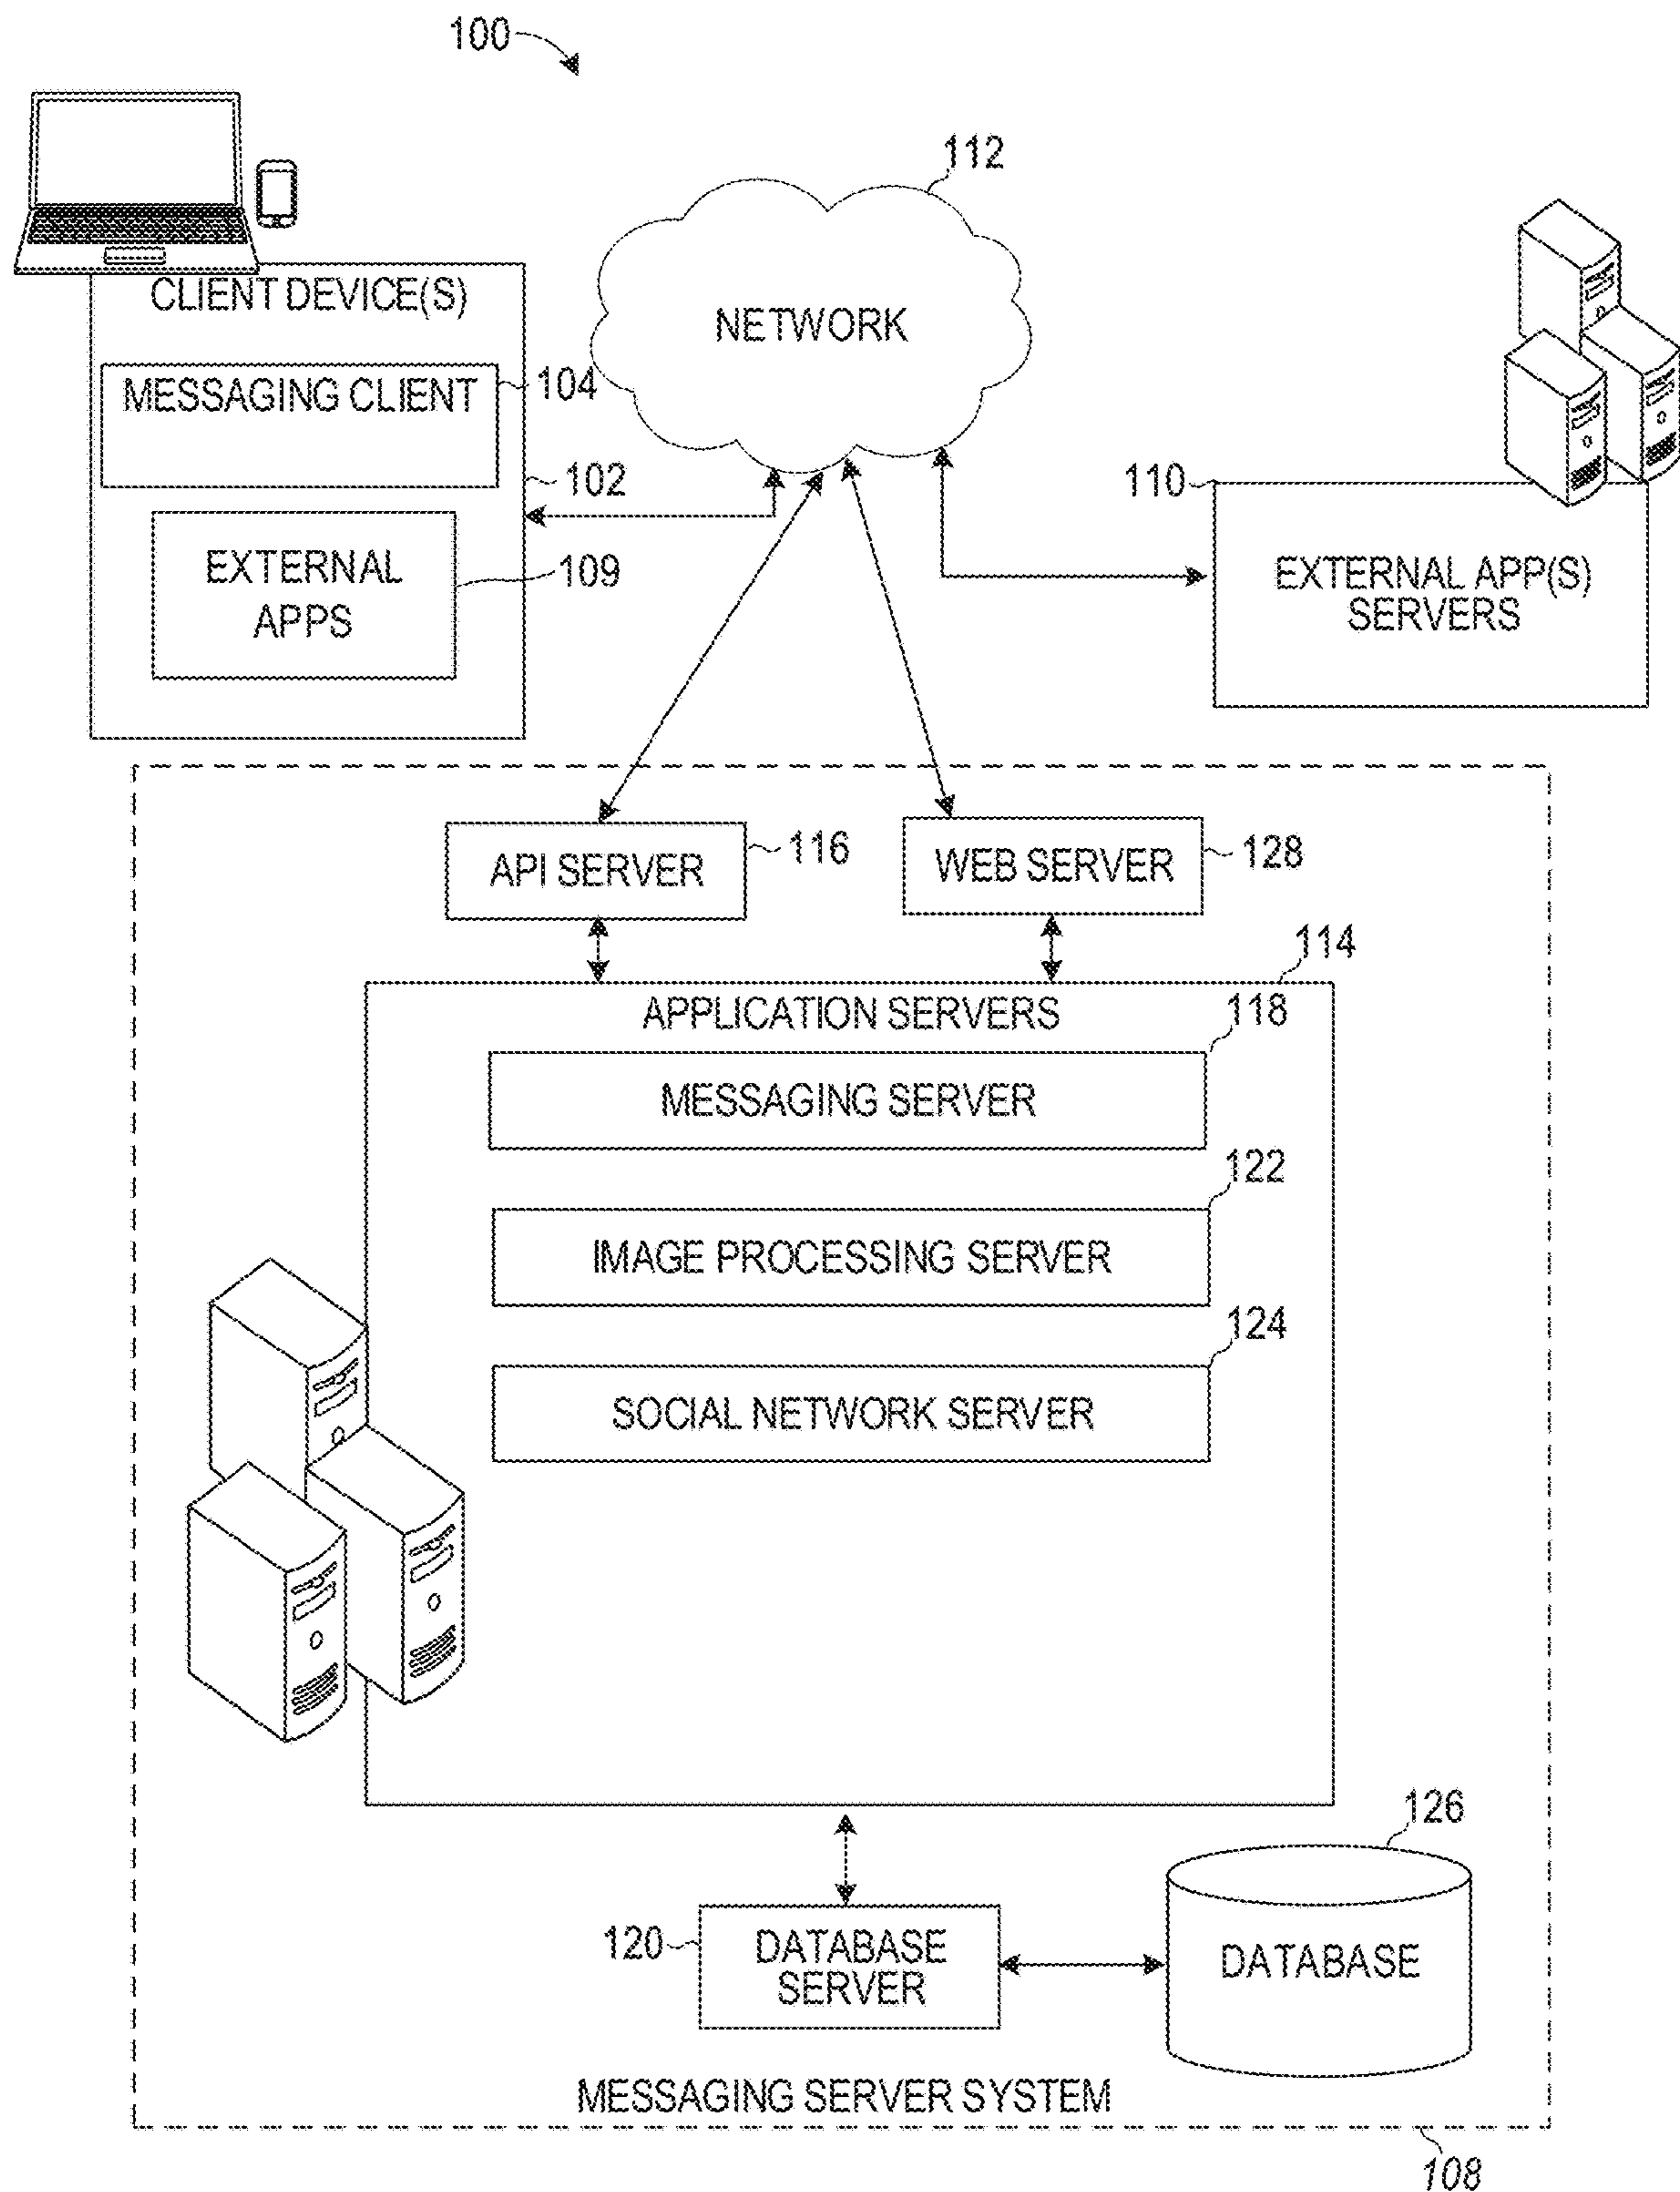 100
112
CLIENT DEVICE(S)
NETWORK
MESSAGING CLIENT
104
102
110
EXTERNAL
APPS
109
EXTERNAL APP(S)
SERVERS
API SERVER
116
WEB SERVER
128
114
APPLICATION SERVERS
118
MESSAGING SERVER
122
IMAGE PROCESSING SERVER
124
SOCIAL NETWORK SERVER
126
120
DATABASE
SERVER
DATABASE
MESSAGING SERVER SYSTEM
108